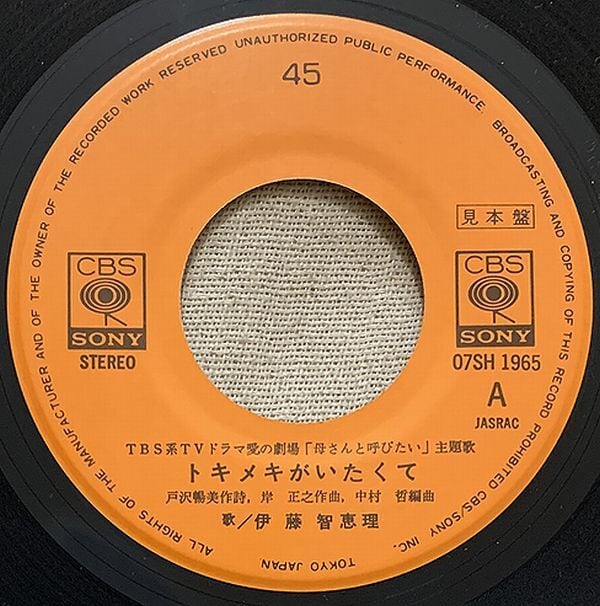 ALL RIGHTS OF THE MANUFACTURER AND OF THE OWNER OF THE RECORDED WORK RESERVED UNAUTHORIZED PUBLIC PERFORMANCE. BROADCASTING AND COPYING OF THIS RECORD PROHIBITED CBS/SONY INC. TOKYO JAPAN.
45
見本盤
CBS
SONY
STEREO
CBS
SONY
07SH 1965
A
JASRAC
TBS系TVドラマ愛の劇場「母さんと呼びたい」主題歌
トキメキがいたくて
戸沢暢美作詩, 岸 正之作曲, 中村 哲編曲
歌/伊藤智恵理